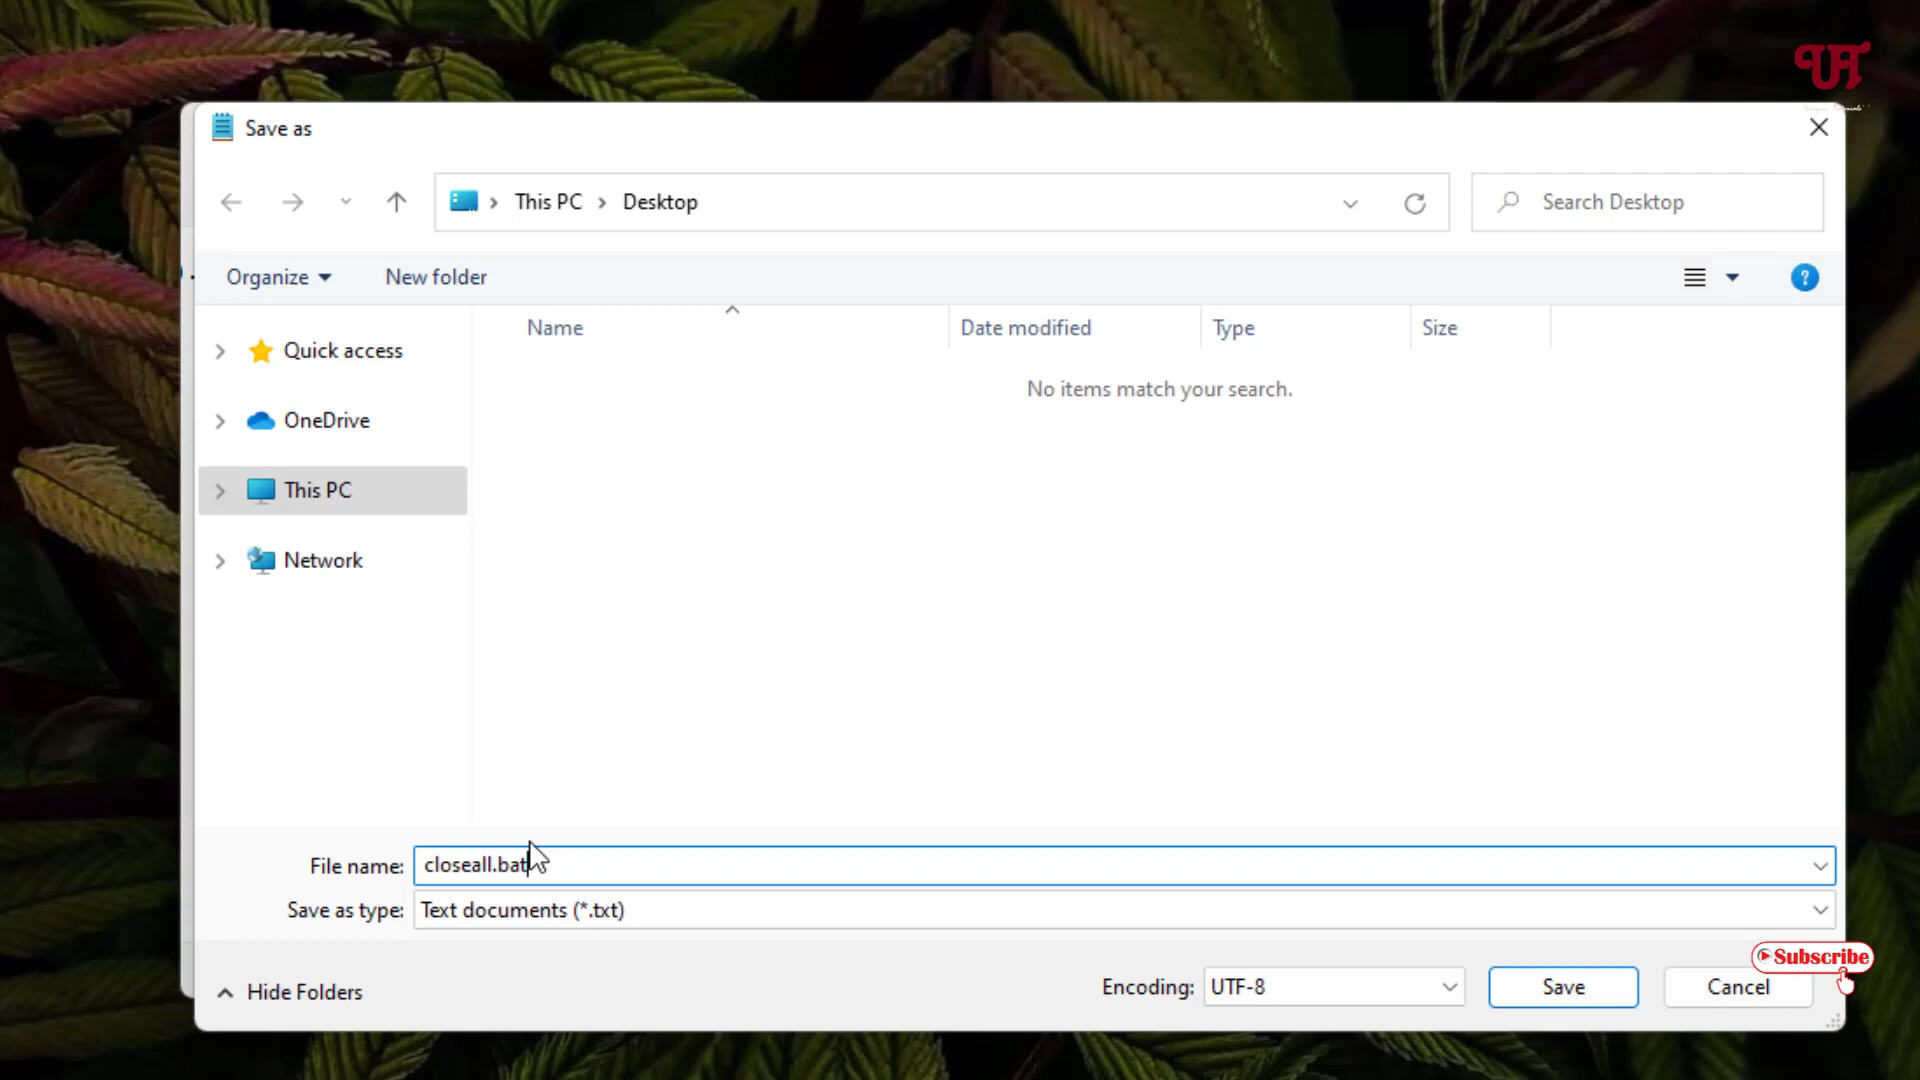 UT
Save as
This PC
Desktop
Search Desktop
Organize
New folder
Name
Date modified
Type
Size
No items match your search.
Quick access
OneDrive
This PC
Network
File name:
closeall.bat
Save as type:
Text documents (*.txt)
Subscribe
Hide Folders
Encoding:
UTF-8
Save
Cancel